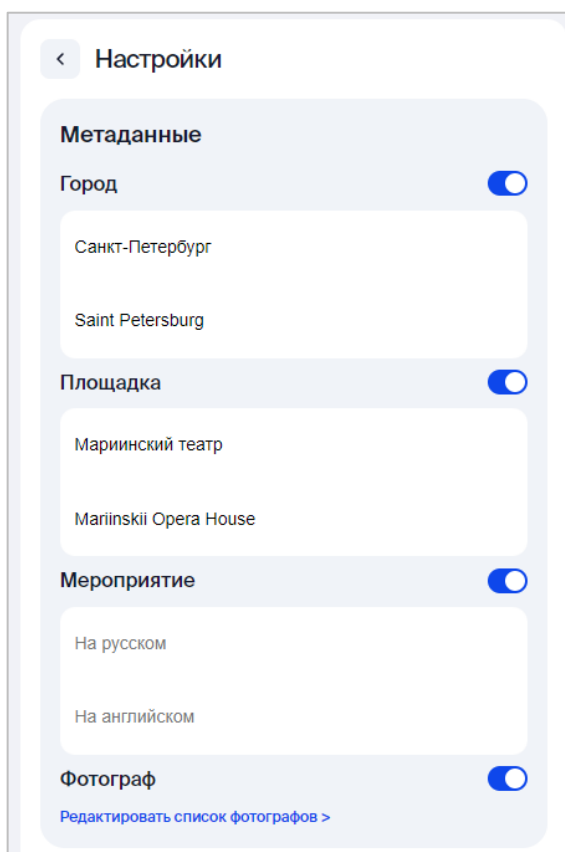 Настройки
Метаданные
Город
Санкт-Петербург
Saint Petersburg
Площадка
Мариинский театр
Mariinskii Opera House
Мероприятие
На русском
На английском
Фотограф
Редактировать список фотографов >